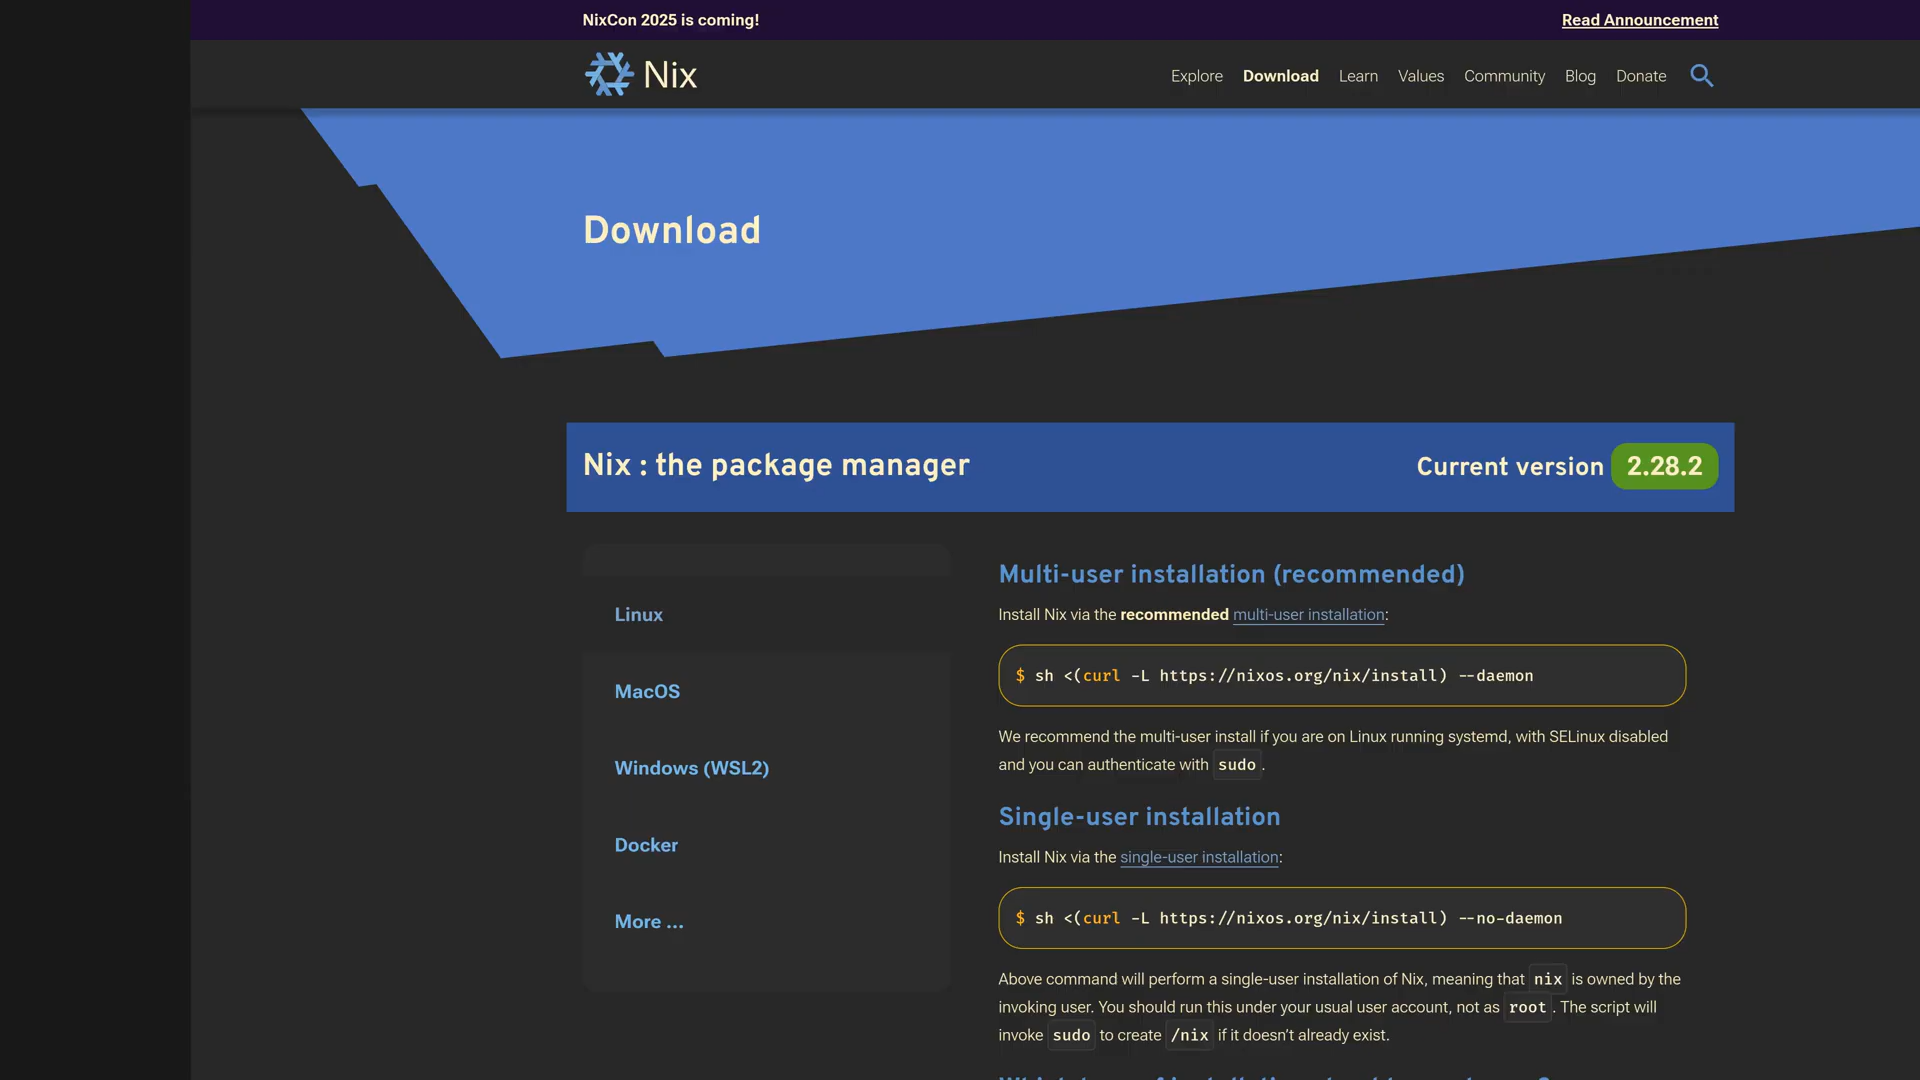 NixCon 2025 is coming!
Read Announcement
Nix
Explore Download Learn Values Community Blog Donate
Download
Nix : the package manager
Current version 2.28.2
Linux
MacOS
Windows (WSL2)
Docker
More ...
Multi-user installation (recommended)
Install Nix via the recommended multi-user installation:
$ sh <(curl -L https://nixos.org/nix/install) --daemon
We recommend the multi-user install if you are on Linux running systemd, with SELinux disabled
and you can authenticate with sudo.
Single-user installation
Install Nix via the single-user installation:
$ sh <(curl -L https://nixos.org/nix/install) --no-daemon
Above command will perform a single-user installation of Nix, meaning that nix is owned by the
invoking user. You should run this under your usual user account, not as root. The script will
invoke sudo to create /nix if it doesn't already exist.